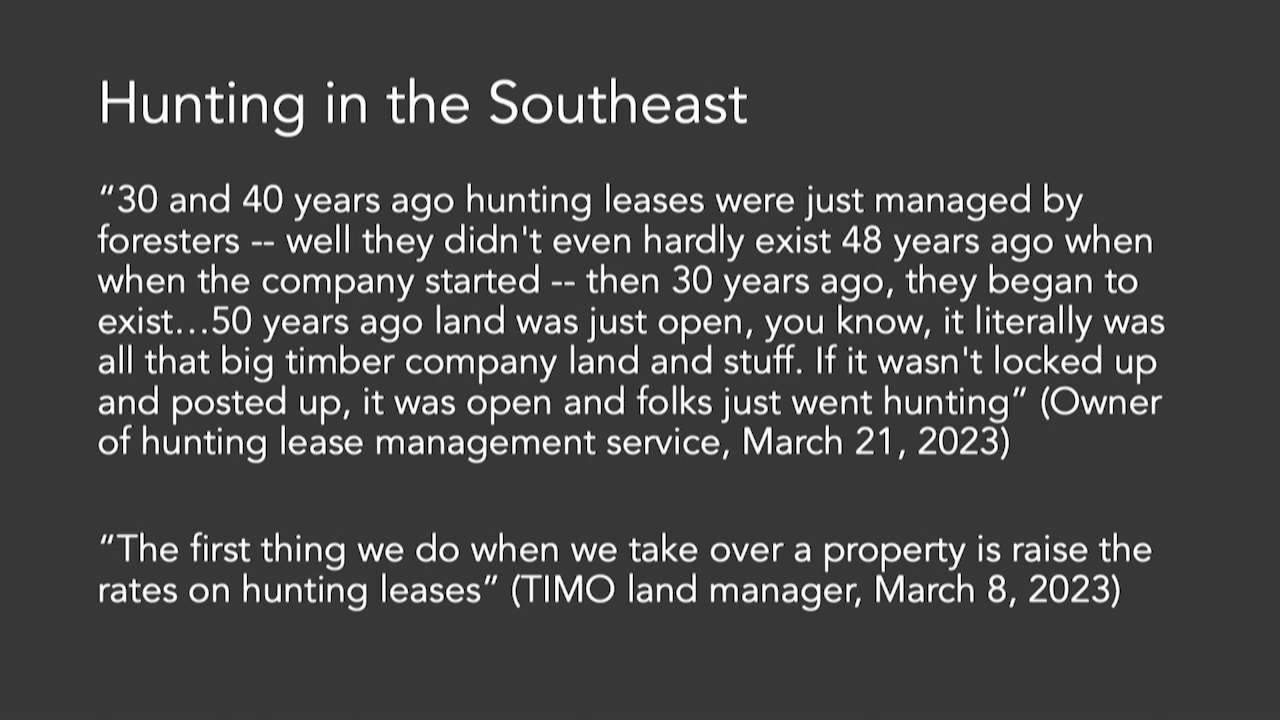 Hunting in the Southeast
“30 and 40 years ago hunting leases were just managed by
foresters -- well they didn't even hardly exist 48 years ago when
when the company started -- then 30 years ago, they began to
exist…50 years ago land was just open, you know, it literally was
all that big timber company land and stuff. If it wasn't locked up
and posted up, it was open and folks just went hunting” (Owner
of hunting lease management service, March 21, 2023)
“The first thing we do when we take over a property is raise the
rates on hunting leases” (TIMO land manager, March 8, 2023)